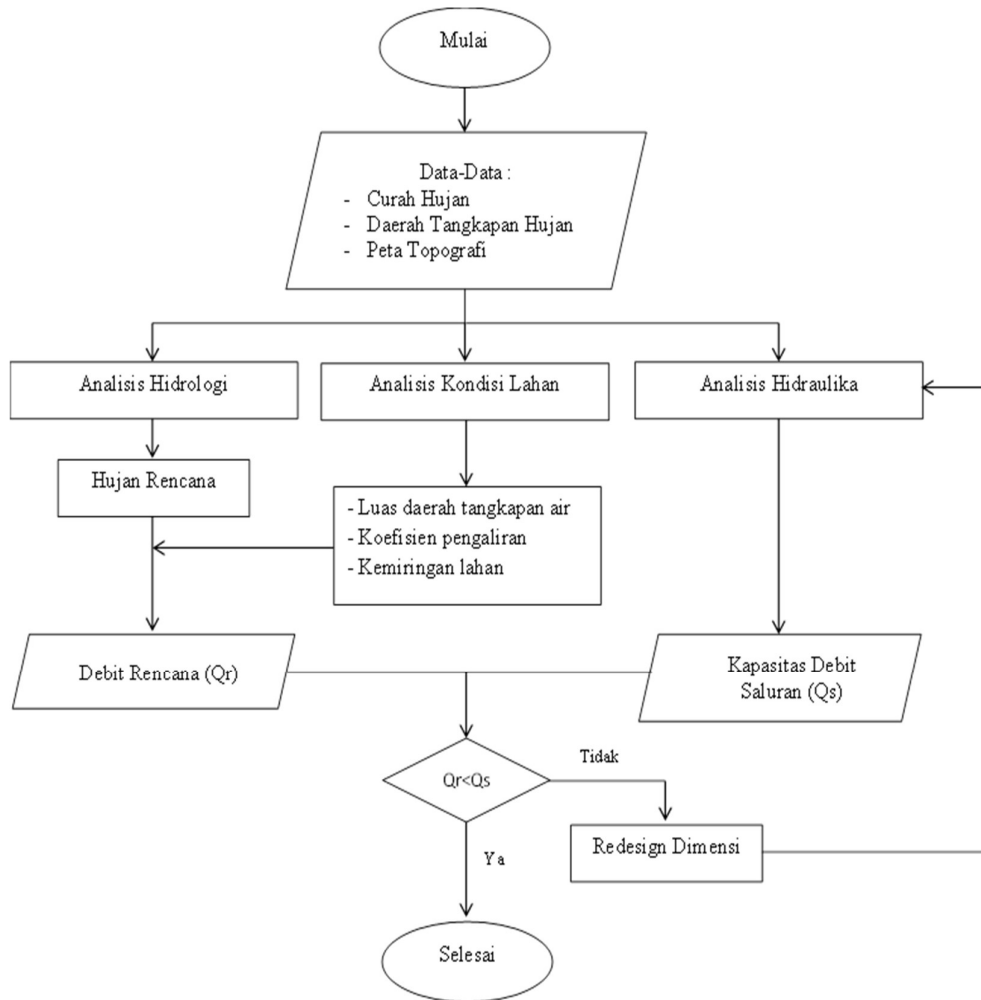 Mulai
Data-Data :
- Curah Hujan
- Daerah Tangkapan Hujan
- Peta Topografi
Analisis Hidrologi
Analisis Kondisi Lahan
Analisis Hidraulika
Hujan Rencana
- Luas daerah tangkapan air
- Koefisien pengaliran
- Kemiringan lahan
Debit Rencana (Qr)
Kapasitas Debit
Saluran (Qs)
Qr<Qs
Tidak
Redesign Dimensi
Ya
Selesai